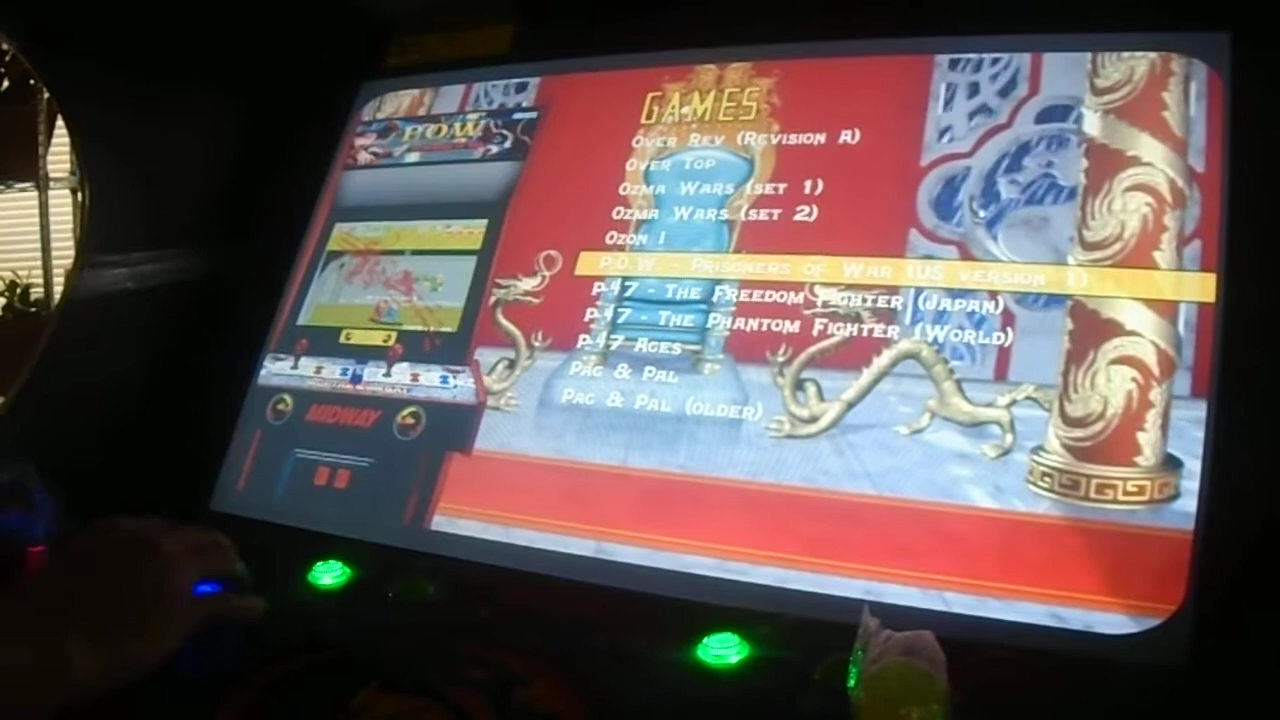 GAMES
Over Rev (Revision A)
Over Top
Ozma Wars (set 1)
Ozma Wars (set 2)
Ozon I
P.O.W. - Prisoners of War (US version 1)
P-47 - The Freedom Fighter (Japan)
P-47 - The Phantom Fighter (World)
P-47 Aces
Pac & Pal
Pac & Pal (older)
P.O.W.
MIDWAY